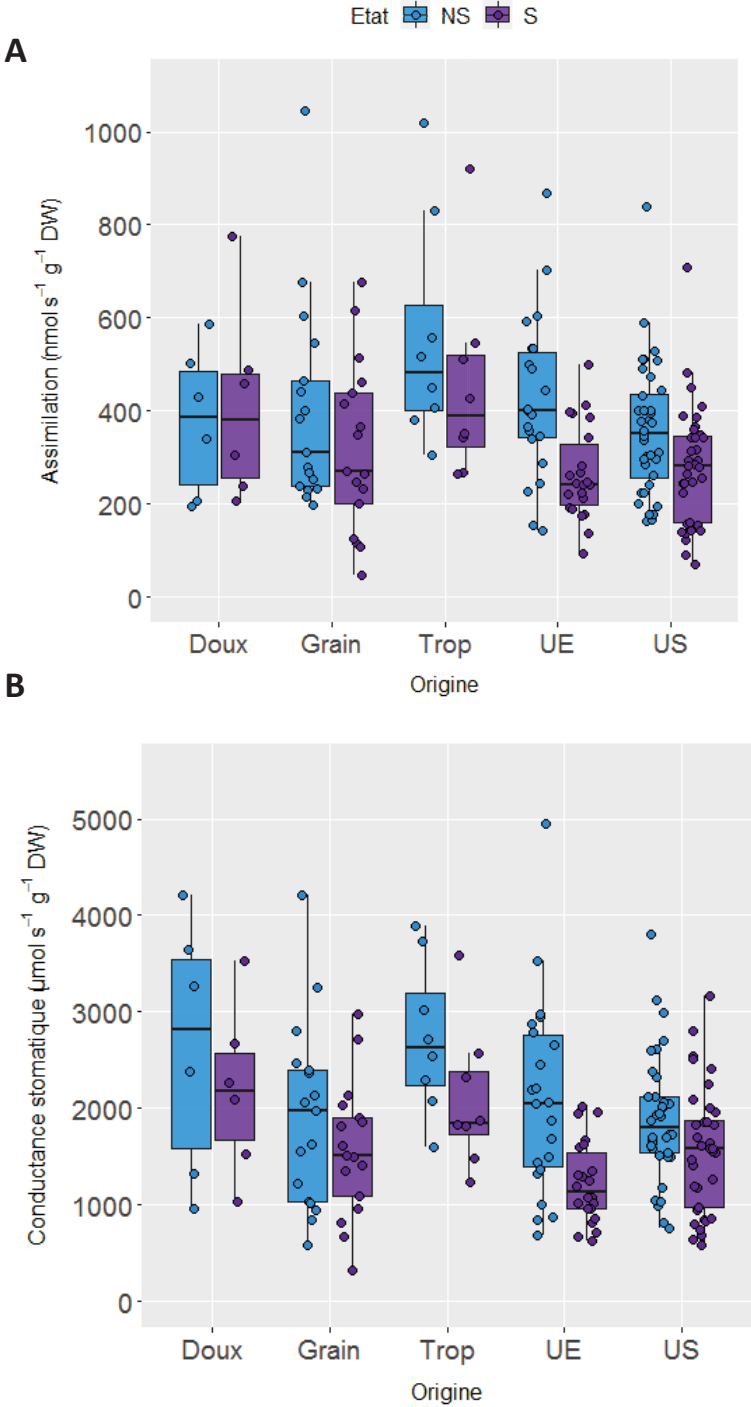 Etat NS S
A
Assimilation (nmol s⁻¹ g⁻¹ DW)
1000
800
600
400
200
0
Doux Grain Trop UE US
Origine
B
Conductance stomatique (µmol s⁻¹ g⁻¹ DW)
5000
4000
3000
2000
1000
0
Doux Grain Trop UE US
Origine